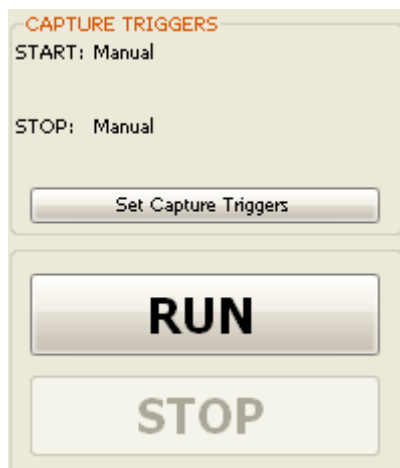 CAPTURE TRIGGERS
START: Manual
STOP: Manual
Set Capture Triggers
RUN
STOP